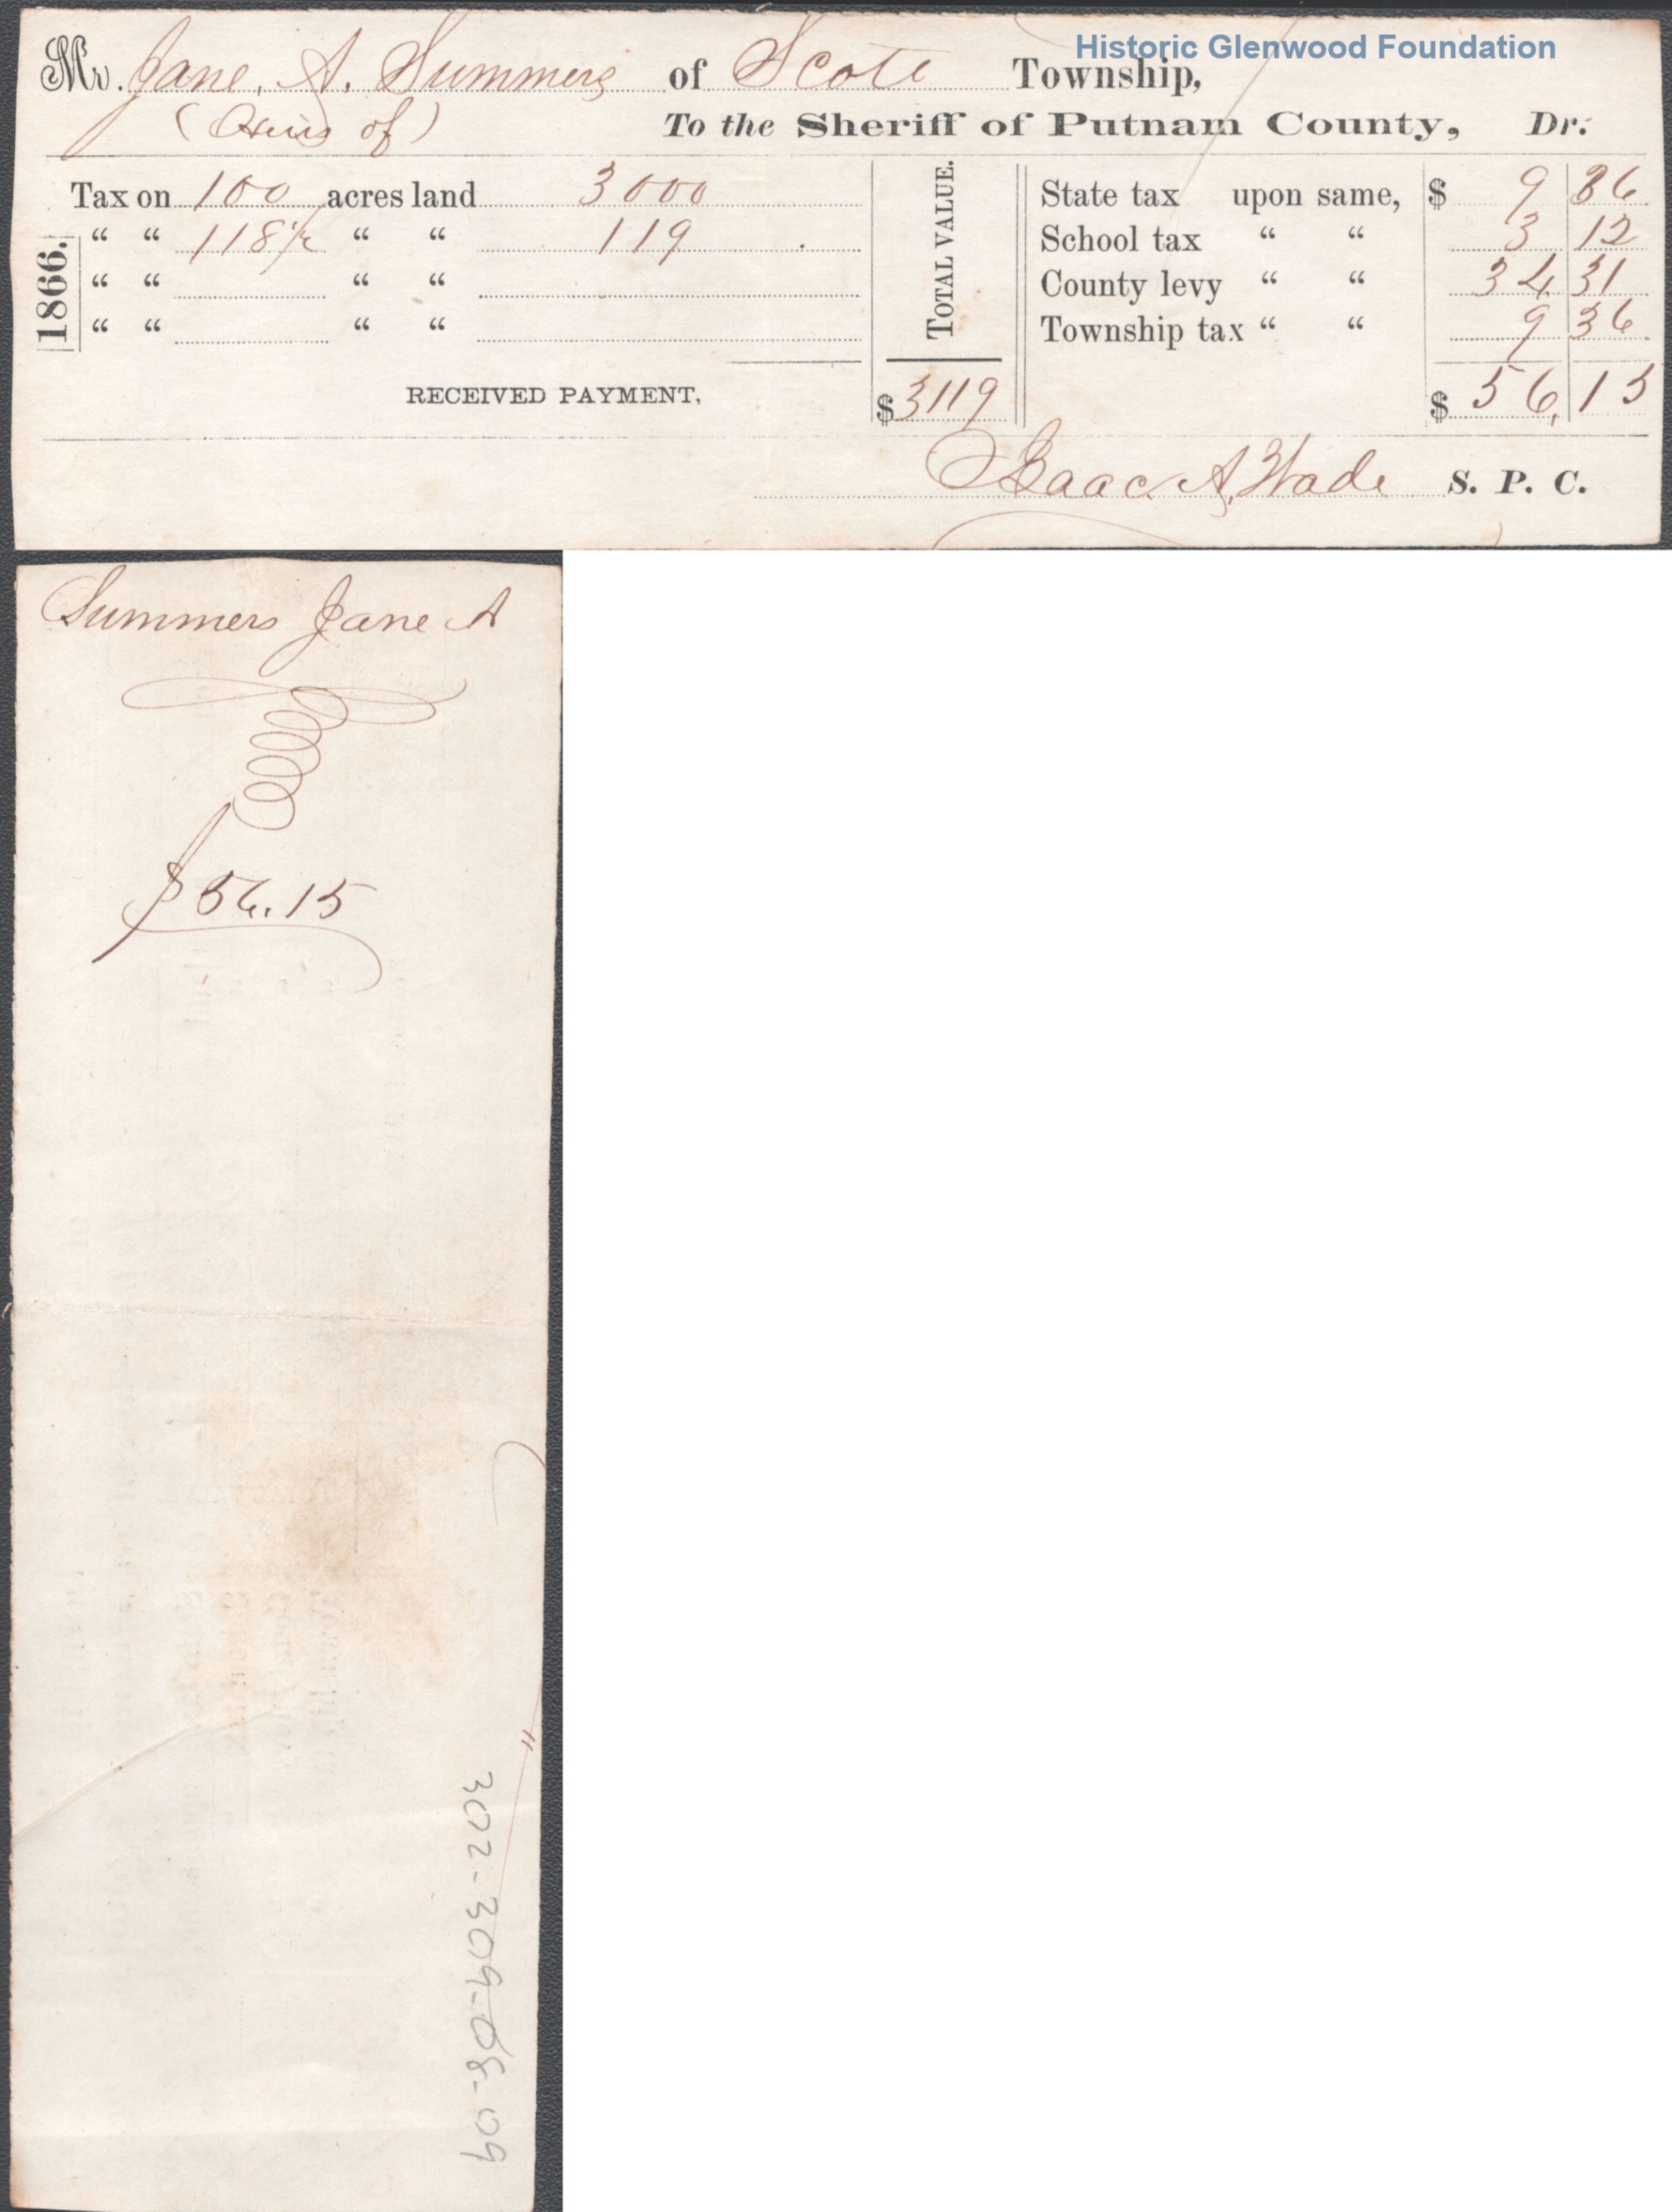 Historic Glenwood Foundation
Mr. Jane. A. Summers of Scott Township,
(Heirs of) To the Sheriff of Putnam County, Dr.
1866.
Tax on 100 acres land 3000
" " 118 1/2 " " 119
" " " "
" " " "
RECEIVED PAYMENT,
TOTAL VALUE.
$3119
State tax upon same, $ 9 36
School tax " " 3 12
County levy " " 34 31
Township tax " " 9 36
$ 56.15
Isaac A. Wade S. P. C.
Summers Jane A
$56.15
302-309-08-09